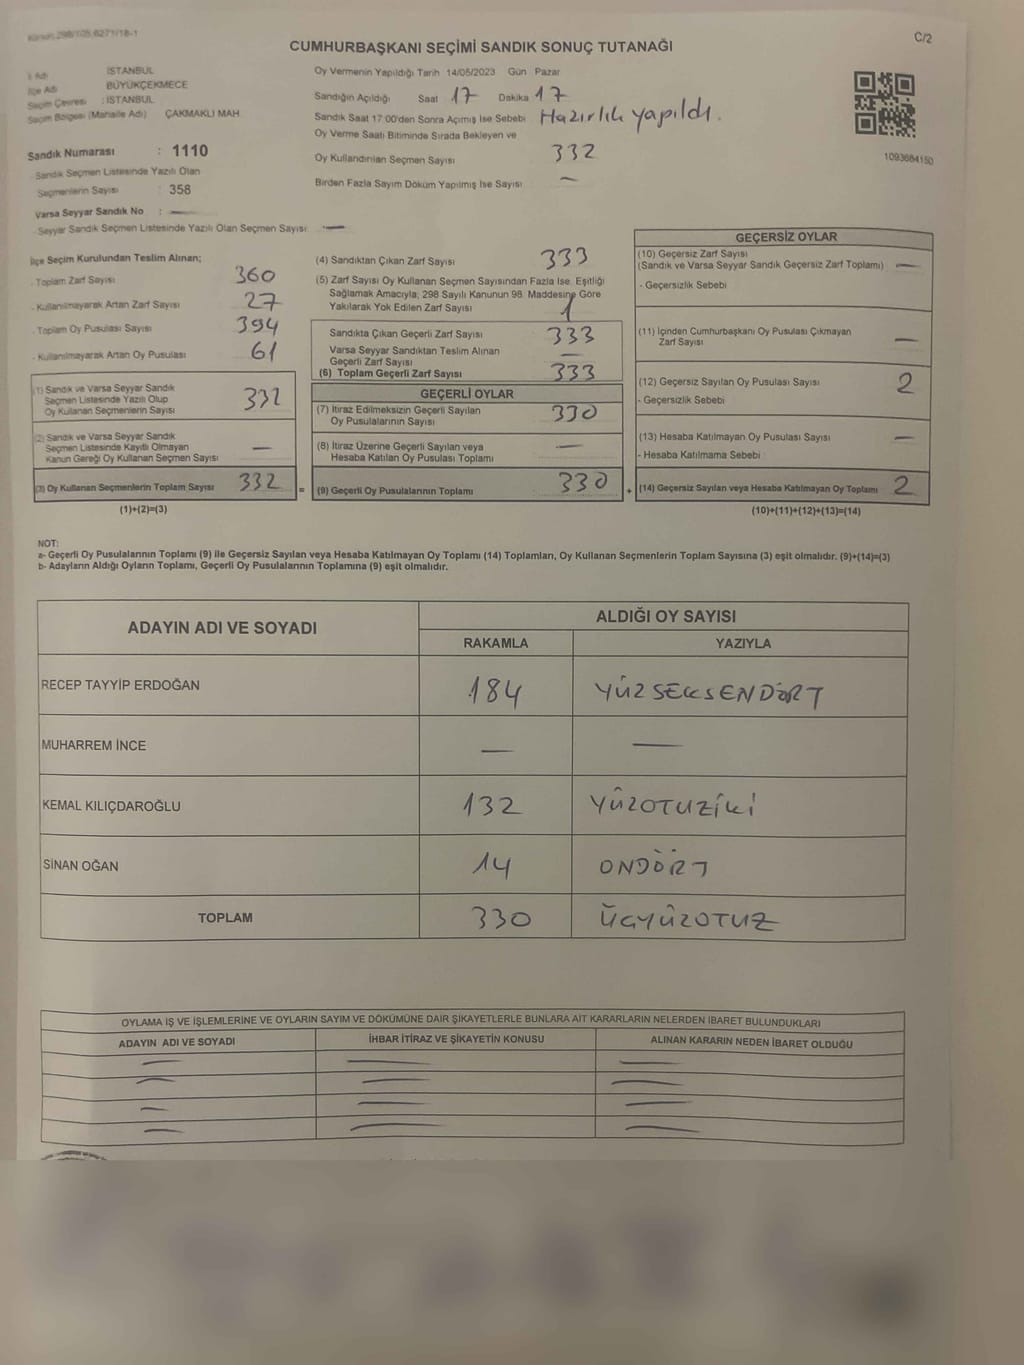 C/2
CUMHURBAŞKANI SEÇİMİ SANDIK SONUÇ TUTANAĞI
İl Adı İSTANBUL
İlçe Adı BÜYÜKÇEKMECE
Seçim Çevresi : İSTANBUL
Seçim Bölgesi (Mahalle Adı) ÇAKMAKLI MAH
Sandık Numarası : 1110
Sandık Seçmen Listesinde Yazılı Olan
Seçmenlerin Sayısı 358
Varsa Seyyar Sandık No : —
Seyyar Sandık Seçmen Listesinde Yazılı Olan Seçmen Sayısı —
Oy Vermenin Yapıldığı Tarih 14/05/2023 Gün Pazar
Sandığın Açıldığı Saat 17 Dakika 17
Sandık Saat 17:00'den Sonra Açımış İse Sebebi Hazırlık yapıldı.
Oy Verme Saati Bitiminde Sırada Bekleyen ve
Oy Kullandırılan Seçmen Sayısı 332
Birden Fazla Sayım Döküm Yapılmış İse Sayısı —
1093684150
İlçe Seçim Kurulundan Teslim Alınan;
- Toplam Zarf Sayısı 360
- Kullanılmayarak Artan Zarf Sayısı 27
- Toplam Oy Pusulası Sayısı 394
- Kullanılmayarak Artan Oy Pusulası 61
(1) Sandık ve Varsa Seyyar Sandık
Seçmen Listesinde Yazılı Olup
Oy Kullanan Seçmenlerin Sayısı 332
(2) Sandık ve Varsa Seyyar Sandık
Seçmen Listesinde Kayıtlı Olmayan
Kanun Gereği Oy Kullanan Seçmen Sayısı —
(3) Oy Kullanan Seçmenlerin Toplam Sayısı 332 =
(1)+(2)=(3)
(4) Sandıktan Çıkan Zarf Sayısı 333
(5) Zarf Sayısı Oy Kullanan Seçmen Sayısından Fazla İse, Eşitliği
Sağlamak Amacıyla; 298 Sayılı Kanunun 98. Maddesine Göre
Yakılarak Yok Edilen Zarf Sayısı 1
Sandıkta Çıkan Geçerli Zarf Sayısı 333
Varsa Seyyar Sandıktan Teslim Alınan
Geçerli Zarf Sayısı —
(6) Toplam Geçerli Zarf Sayısı 333
GEÇERLİ OYLAR
(7) İtiraz Edilmeksizin Geçerli Sayılan
Oy Pusulalarının Sayısı 330
(8) İtiraz Üzerine Geçerli Sayılan veya
Hesaba Katılan Oy Pusulası Toplamı —
(9) Geçerli Oy Pusulalarının Toplamı 330 +
GEÇERSİZ OYLAR
(10) Geçersiz Zarf Sayısı
(Sandık ve Varsa Seyyar Sandık Geçersiz Zarf Toplamı) —
- Geçersizlik Sebebi
(11) İçinden Cumhurbaşkanı Oy Pusulası Çıkmayan
Zarf Sayısı —
(12) Geçersiz Sayılan Oy Pusulası Sayısı 2
- Geçersizlik Sebebi
(13) Hesaba Katılmayan Oy Pusulası Sayısı —
- Hesaba Katılmama Sebebi
(14) Geçersiz Sayılan veya Hesaba Katılmayan Oy Toplamı 2
(10)+(11)+(12)+(13)=(14)
NOT:
a- Geçerli Oy Pusulalarının Toplamı (9) ile Geçersiz Sayılan veya Hesaba Katılmayan Oy Toplamı (14) Toplamları, Oy Kullanan Seçmenlerin Toplam Sayısına (3) eşit olmalıdır. (9)+(14)=(3)
b- Adayların Aldığı Oyların Toplamı, Geçerli Oy Pusulalarının Toplamına (9) eşit olmalıdır.
ADAYIN ADI VE SOYADI ALDIĞI OY SAYISI
RAKAMLA YAZIYLA
RECEP TAYYİP ERDOĞAN 184 YÜZSEKSENDÖRT
MUHARREM İNCE — —
KEMAL KILIÇDAROĞLU 132 YÜZOTUZİKİ
SİNAN OĞAN 14 ONDÖRT
TOPLAM 330 ÜÇYÜZOTUZ
OYLAMA İŞ VE İŞLEMLERİNE VE OYLARIN SAYIM VE DÖKÜMÜNE DAİR ŞİKAYETLERLE BUNLARA AİT KARARLARIN NELERDEN İBARET BULUNDUKLARI
ADAYIN ADI VE SOYADI İHBAR İTİRAZ VE ŞİKAYETİN KONUSU ALINAN KARARIN NEDEN İBARET OLDUĞU
— — —
— — —
— — —
— — —